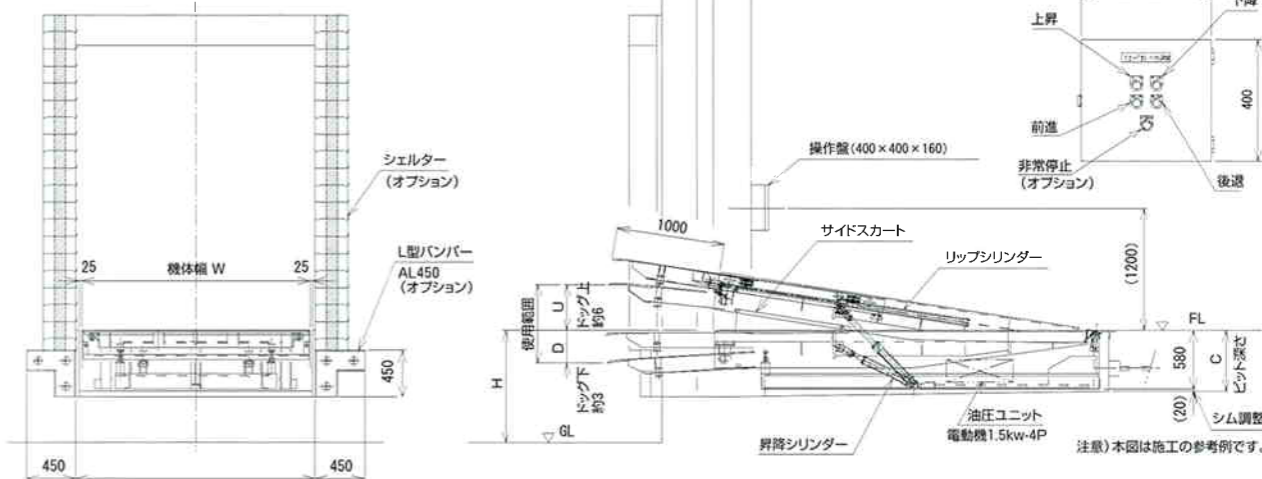 シェルター
(オプション)
L型バンパー
AL450
(オプション)
25
機体幅 W
25
450
450
450
1000
操作盤(400×400×160)
サイドスカート
リップシリンダー
(1200)
使用範囲
U
ドッグ上
約6
D
ドッグ下
約3
H
GL
FL
580
C
ピット深さ
(20)
シム調整
油圧ユニット
電動機1.5kw-4P
昇降シリンダー
注意)本図は施工の参考例です。
上昇
下降
前進
非常停止
(オプション)
後退
400